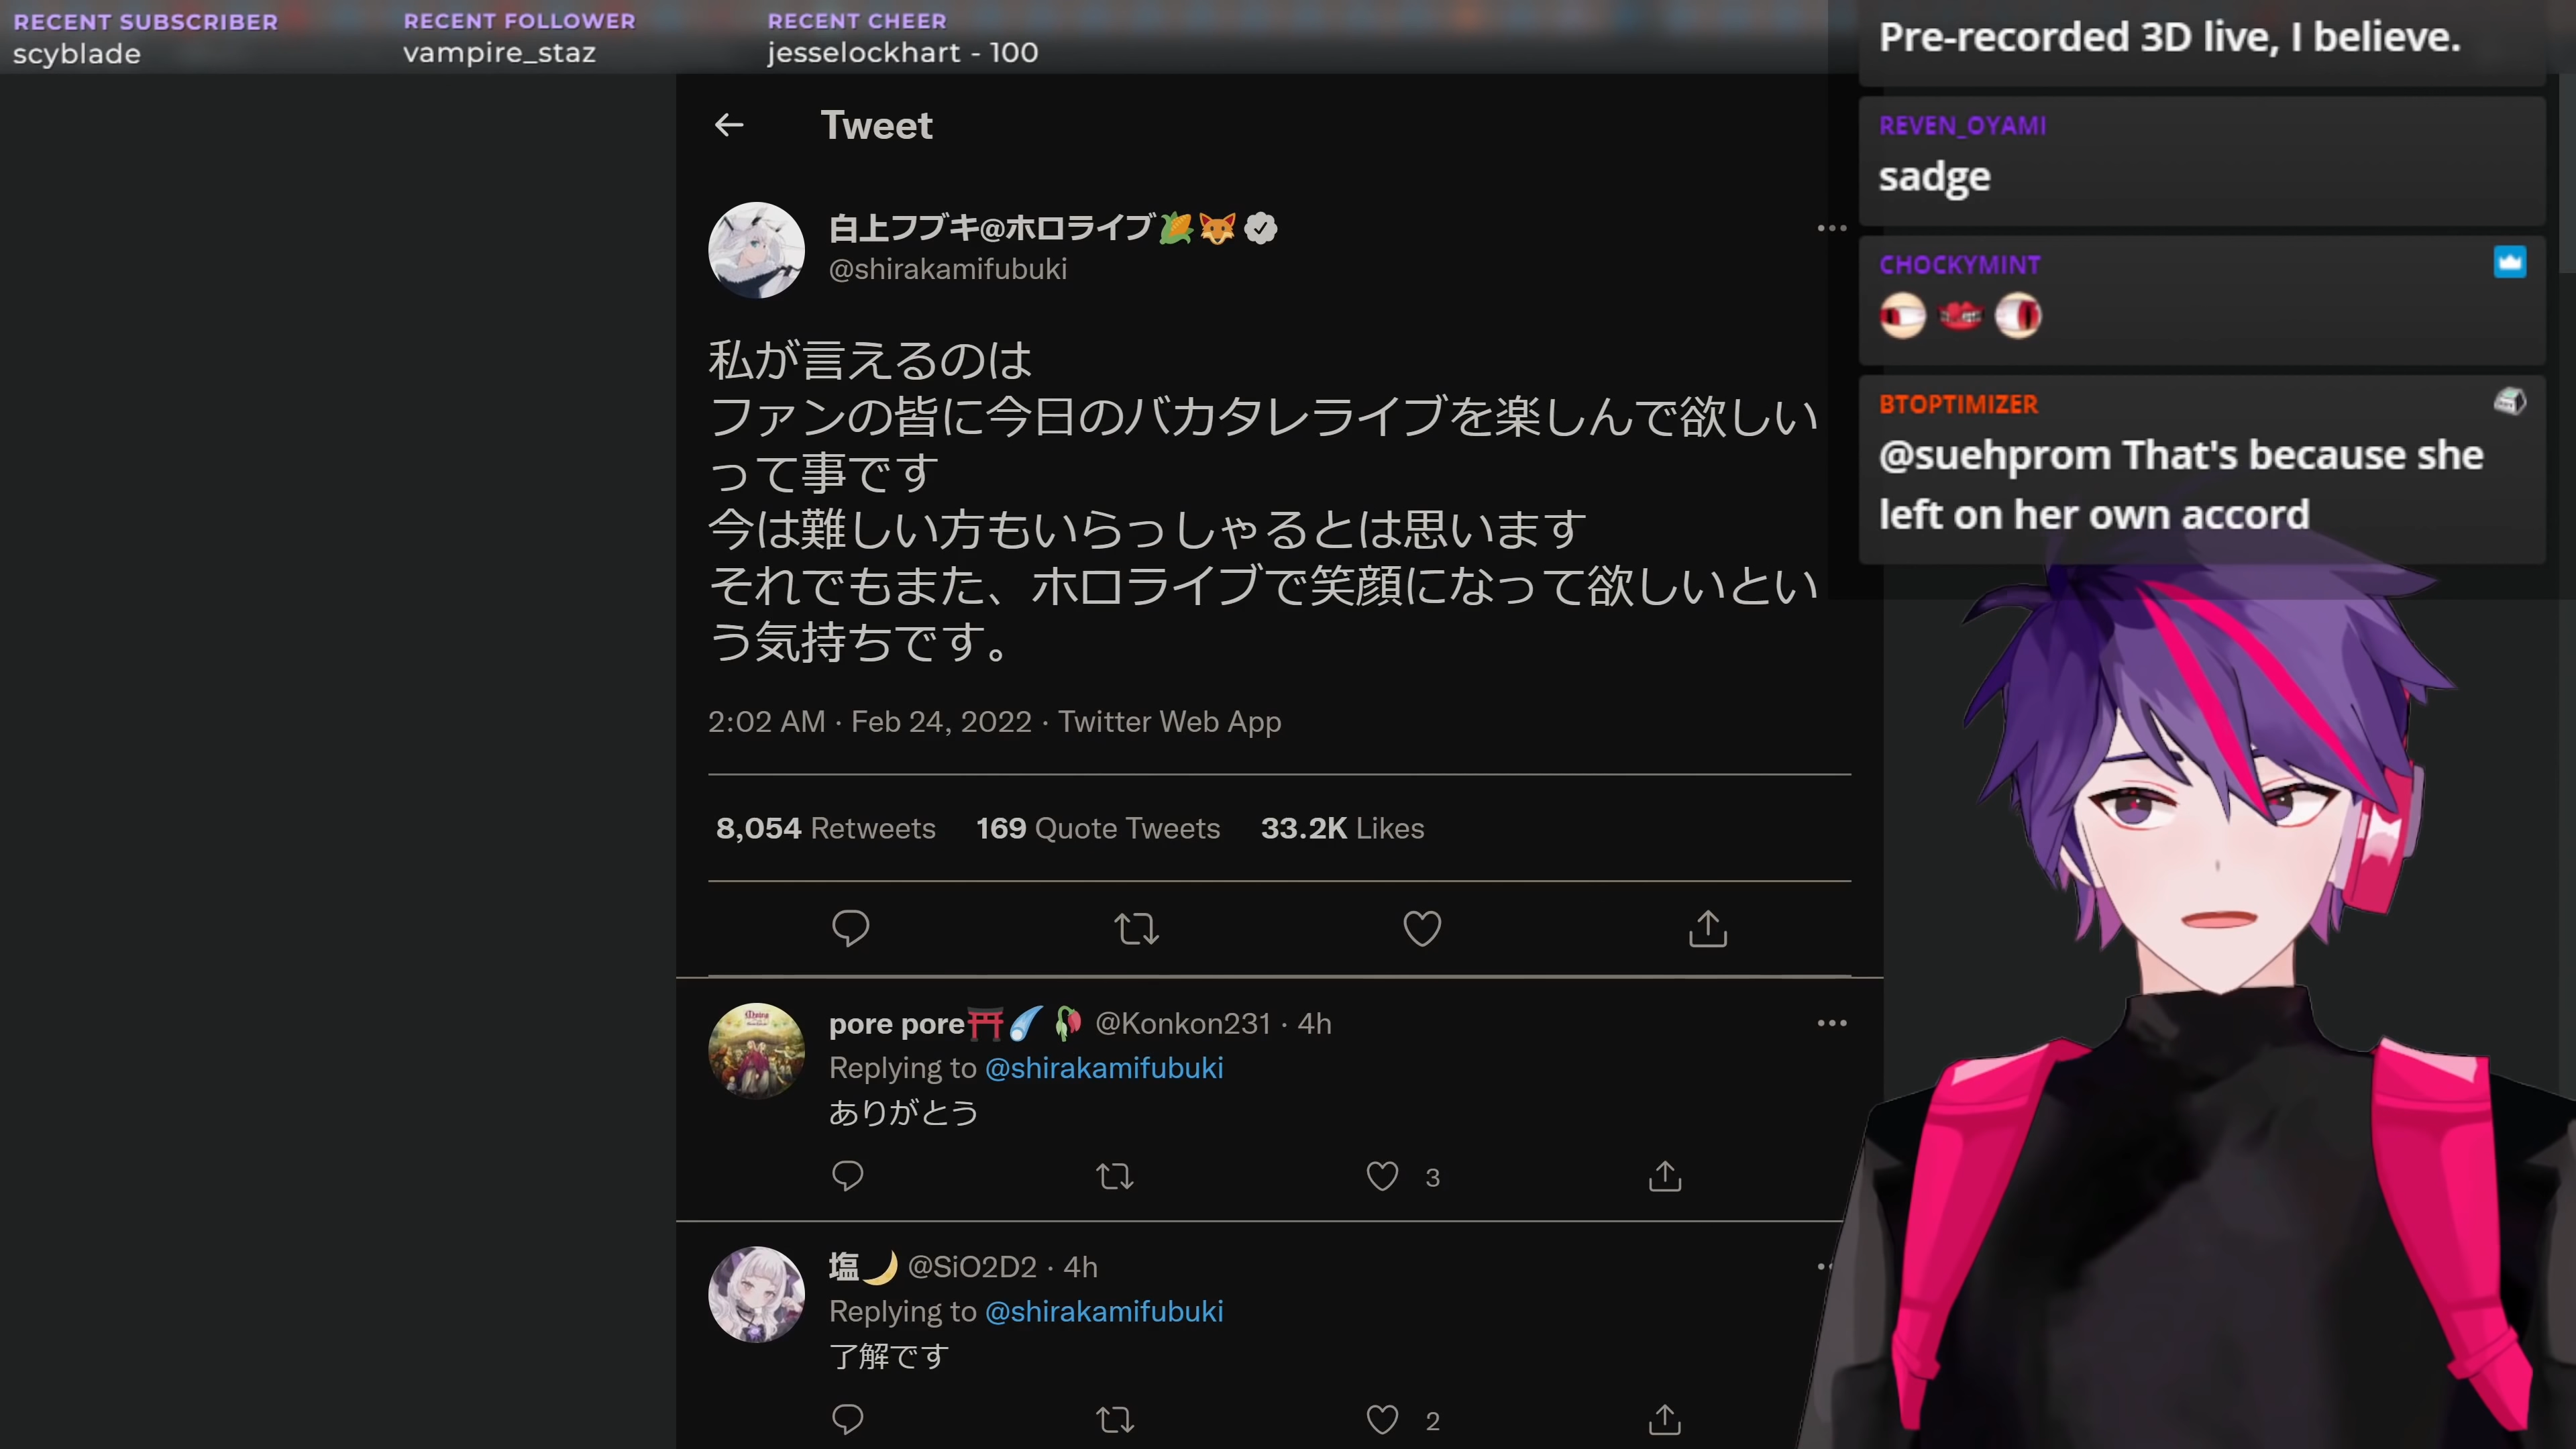 RECENT SUBSCRIBER
scyblade
RECENT FOLLOWER
vampire_staz
RECENT CHEER
jesselockhart - 100
Tweet
白上フブキ@ホロライブ🌽🦊
@shirakamifubuki
私が言えるのは
ファンの皆に今日のバカタレライブを楽しんで欲しい
って事です
今は難しい方もいらっしゃるとは思います
それでもまた、ホロライブで笑顔になって欲しいとい
う気持ちです。
2:02 AM · Feb 24, 2022 · Twitter Web App
8,054 Retweets 169 Quote Tweets 33.2K Likes
pore pore⛩️☄️🥀 @Konkon231 · 4h
Replying to @shirakamifubuki
ありがとう
3
塩🌙 @SiO2D2 · 4h
Replying to @shirakamifubuki
了解です
2
Pre-recorded 3D live, I believe.
REVEN_OYAMI
sadge
CHOCKYMINT
BTOPTIMIZER
@suehprom That's because she
left on her own accord